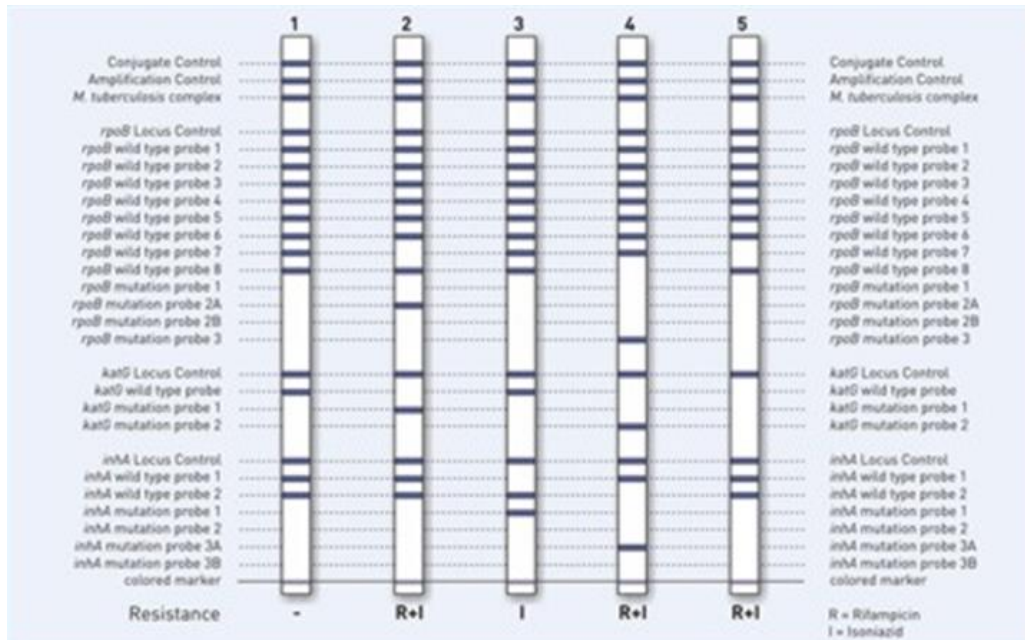 1 2 3 4 5
Conjugate Control Conjugate Control
Amplification Control Amplification Control
M. tuberculosis complex M. tuberculosis complex
rpoB Locus Control rpoB Locus Control
rpoB wild type probe 1 rpoB wild type probe 1
rpoB wild type probe 2 rpoB wild type probe 2
rpoB wild type probe 3 rpoB wild type probe 3
rpoB wild type probe 4 rpoB wild type probe 4
rpoB wild type probe 5 rpoB wild type probe 5
rpoB wild type probe 6 rpoB wild type probe 6
rpoB wild type probe 7 rpoB wild type probe 7
rpoB wild type probe 8 rpoB wild type probe 8
rpoB mutation probe 1 rpoB mutation probe 1
rpoB mutation probe 2A rpoB mutation probe 2A
rpoB mutation probe 2B rpoB mutation probe 2B
rpoB mutation probe 3 rpoB mutation probe 3
katG Locus Control katG Locus Control
katG wild type probe katG wild type probe
katG mutation probe 1 katG mutation probe 1
katG mutation probe 2 katG mutation probe 2
inhA Locus Control inhA Locus Control
inhA wild type probe 1 inhA wild type probe 1
inhA wild type probe 2 inhA wild type probe 2
inhA mutation probe 1 inhA mutation probe 1
inhA mutation probe 2 inhA mutation probe 2
inhA mutation probe 3A inhA mutation probe 3A
inhA mutation probe 3B inhA mutation probe 3B
colored marker colored marker
Resistance - R+I I R+I R+I R = Rifampicin
I = Isoniazid